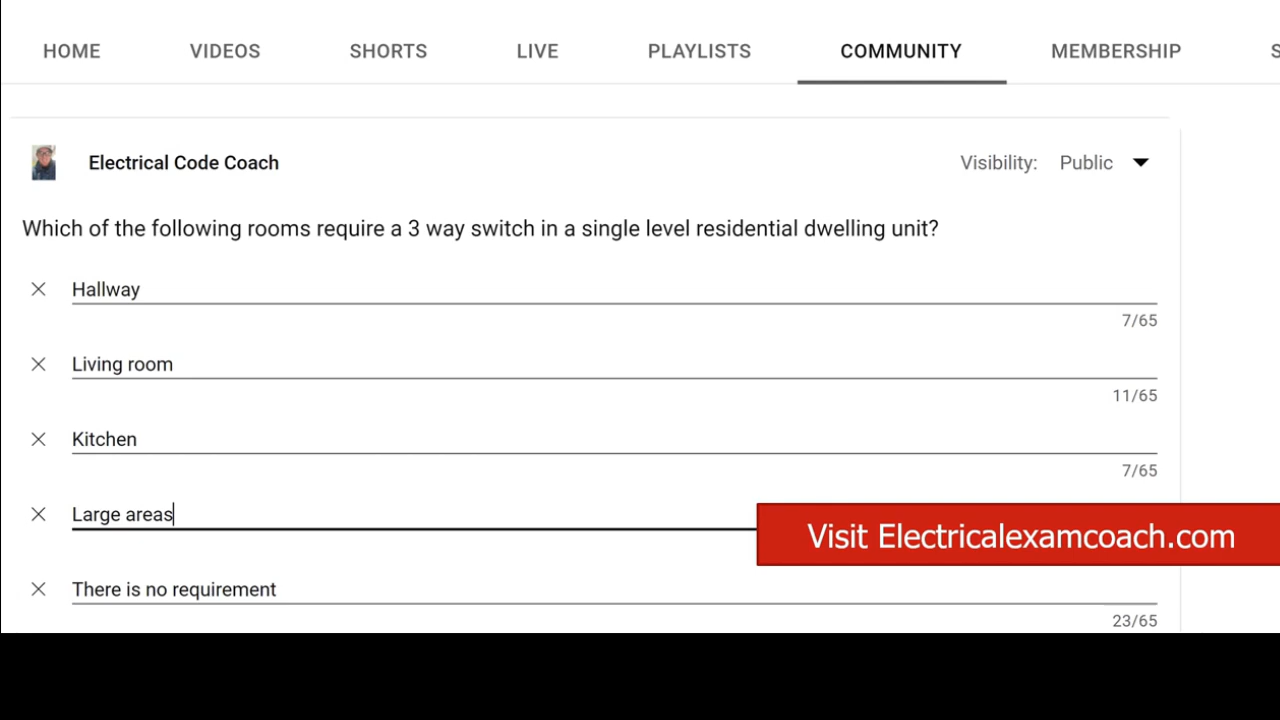 HOME VIDEOS SHORTS LIVE PLAYLISTS COMMUNITY MEMBERSHIP S
Electrical Code Coach Visibility: Public
Which of the following rooms require a 3 way switch in a single level residential dwelling unit?
Hallway
7/65
Living room
11/65
Kitchen
7/65
Large areas
Visit Electricalexamcoach.com
There is no requirement
23/65